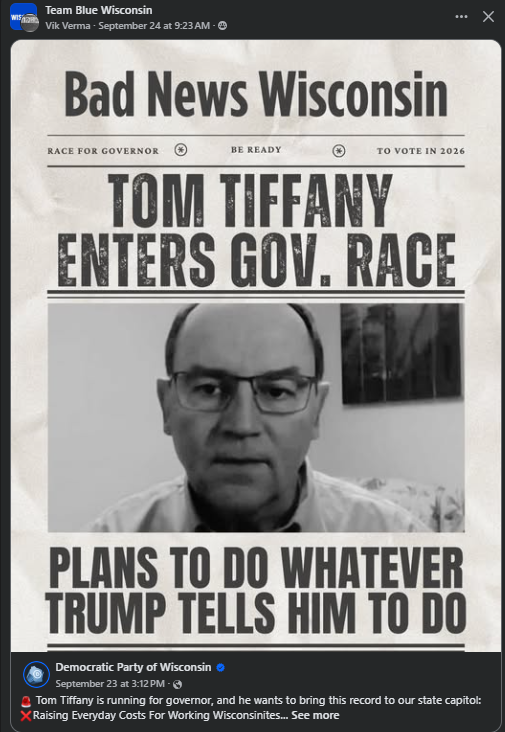 Team Blue Wisconsin
Vik Verma · September 24 at 9:23 AM ·
Bad News Wisconsin
RACE FOR GOVERNOR BE READY TO VOTE IN 2026
TOM TIFFANY
ENTERS GOV. RACE
PLANS TO DO WHATEVER
TRUMP TELLS HIM TO DO
Democratic Party of Wisconsin
September 23 at 3:12 PM ·
🚨 Tom Tiffany is running for governor, and he wants to bring this record to our state capitol:
❌Raising Everyday Costs For Working Wisconsinites... See more